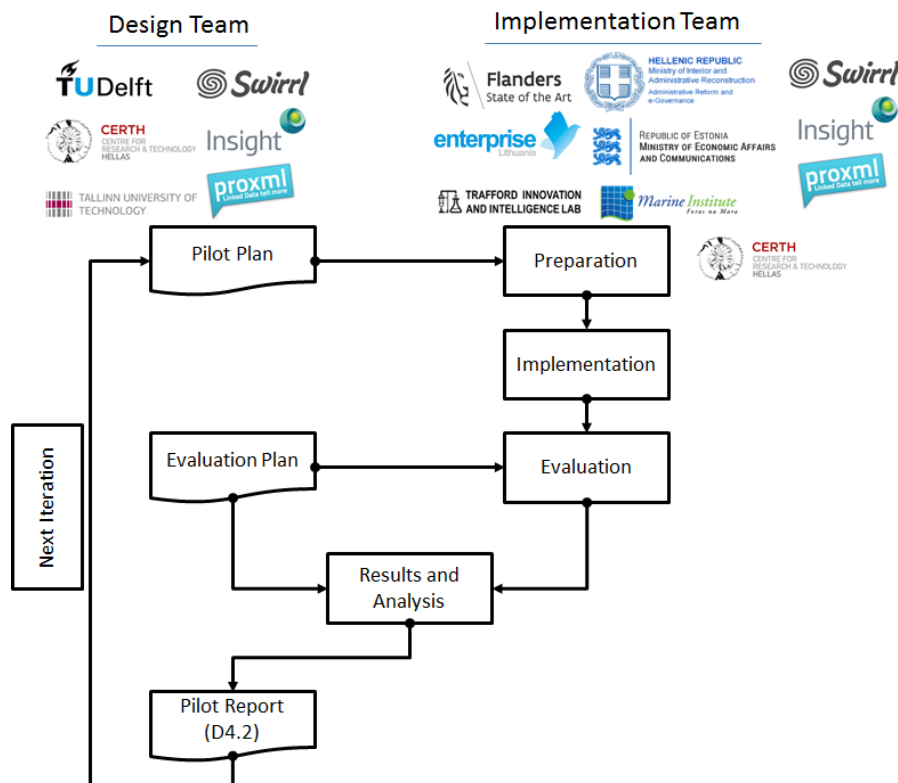 Design Team
Implementation Team
TUDelft
Swirrl
CERTH
CENTRE FOR
RESEARCH & TECHNOLOGY
HELLAS
Insight
TALLINN UNIVERSITY OF
TECHNOLOGY
proxml
Linked Data tell more
Flanders
State of the Art
HELLENIC REPUBLIC
Ministry of Interior and
Administrative Reconstruction
Administrative Reform and
e-Governance
Swirrl
enterprise
Lithuania
REPUBLIC OF ESTONIA
MINISTRY OF ECONOMIC AFFAIRS
AND COMMUNICATIONS
Insight
TRAFFORD INNOVATION
AND INTELLIGENCE LAB
Marine Institute
Foras na Mara
proxml
Linked Data tell more
CERTH
CENTRE FOR
RESEARCH & TECHNOLOGY
HELLAS
Pilot Plan
Preparation
Implementation
Evaluation Plan
Evaluation
Next Iteration
Results and
Analysis
Pilot Report
(D4.2)